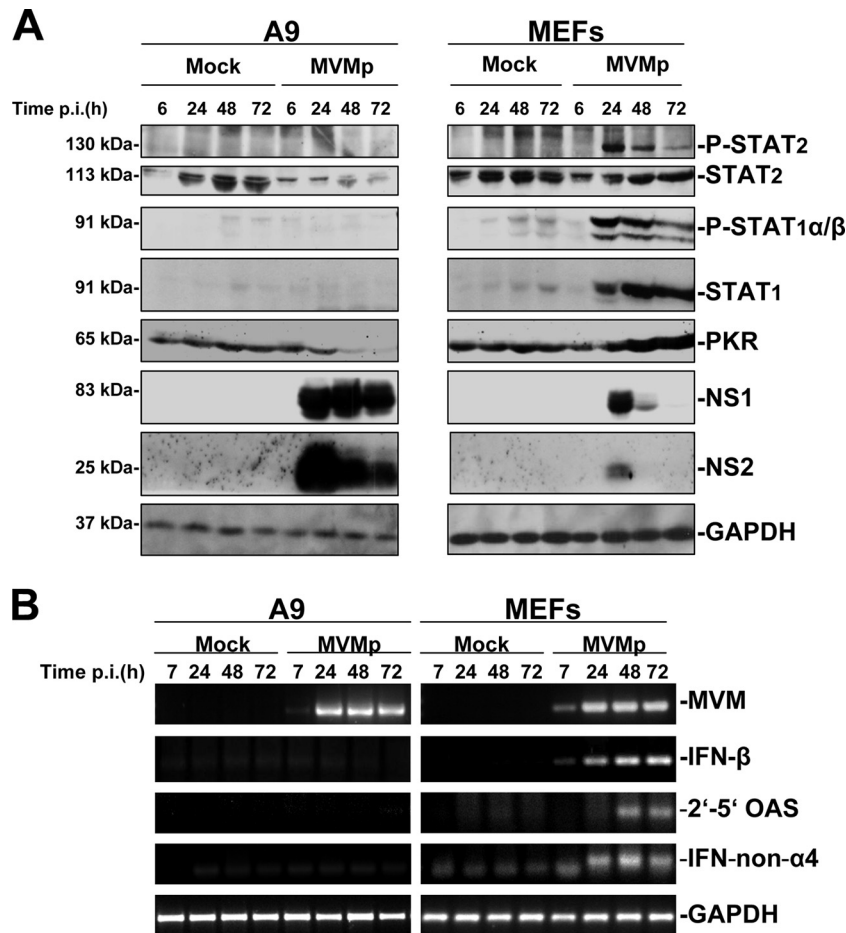 A
A9 MEFs
Mock MVMp Mock MVMp
Time p.i.(h) 6 24 48 72 6 24 48 72 6 24 48 72 6 24 48 72
130 kDa- -P-STAT2
113 kDa- -STAT2
91 kDa- -P-STAT1α/β
91 kDa- -STAT1
65 kDa- -PKR
83 kDa- -NS1
25 kDa- -NS2
37 kDa- -GAPDH
B
A9 MEFs
Mock MVMp Mock MVMp
Time p.i.(h) 7 24 48 72 7 24 48 72 7 24 48 72 7 24 48 72
-MVM
-IFN-β
-2‘-5‘ OAS
-IFN-non-α4
-GAPDH